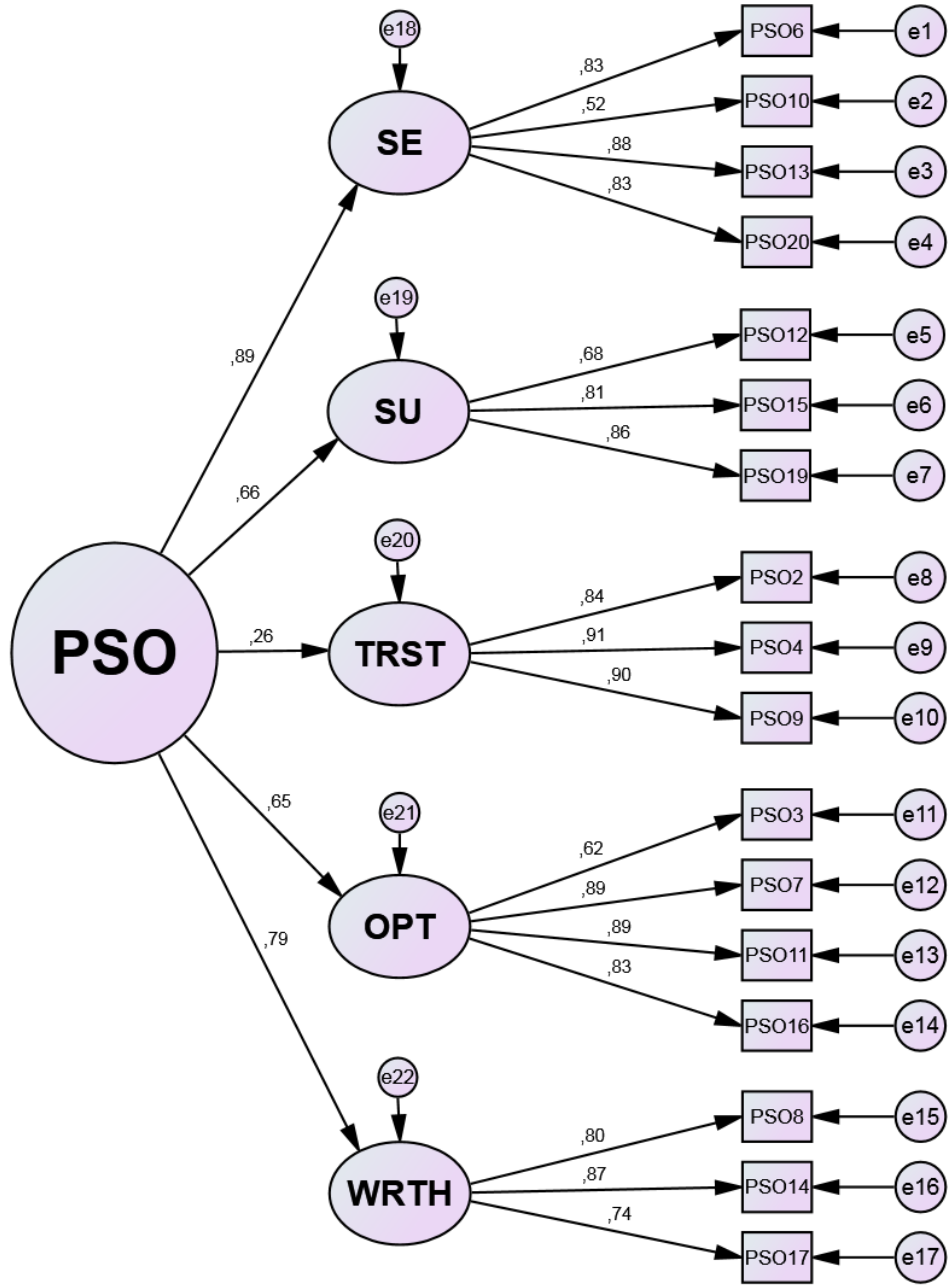 e18
SE
,83
,52
,88
,83
PSO6
PSO10
PSO13
PSO20
e1
e2
e3
e4
,89
e19
SU
,68
,81
,86
PSO12
PSO15
PSO19
e5
e6
e7
,66
PSO
,26
e20
TRST
,84
,91
,90
PSO2
PSO4
PSO9
e8
e9
e10
,65
e21
OPT
,62
,89
,89
,83
PSO3
PSO7
PSO11
PSO16
e11
e12
e13
e14
,79
e22
WRTH
,80
,87
,74
PSO8
PSO14
PSO17
e15
e16
e17